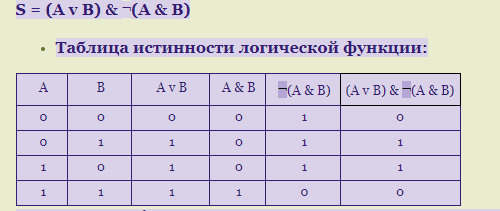 S = (A v B) & ¬(A & B)
• Таблица истинности логической функции:
A B A v B A & B ¬(A & B) (A v B) & ¬(A & B)
0 0 0 0 1 0
0 1 1 0 1 1
1 0 1 0 1 1
1 1 1 1 0 0